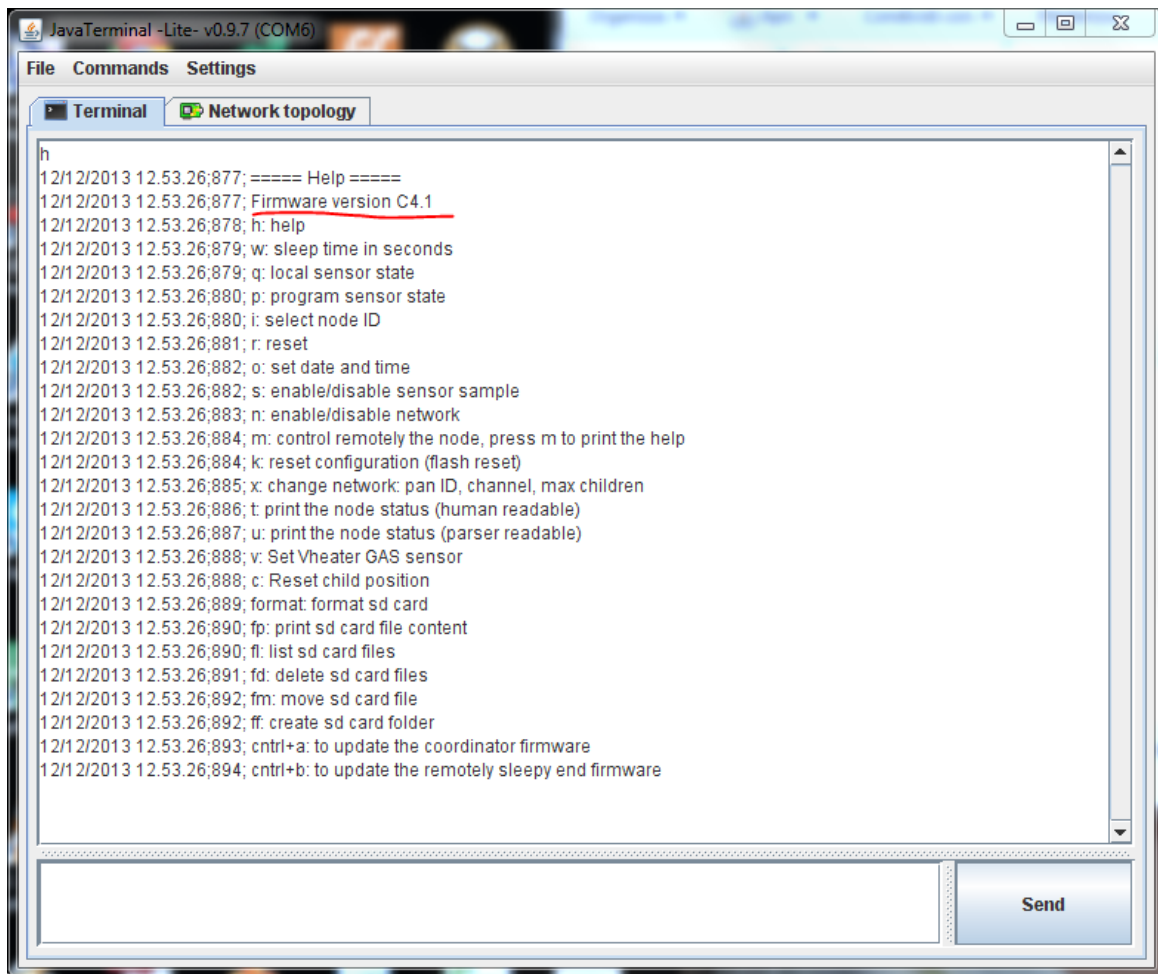 JavaTerminal -Lite- v0.9.7 (COM6)
File Commands Settings
Terminal Network topology
h
12/12/2013 12.53.26;877; ===== Help =====
12/12/2013 12.53.26;877; Firmware version C4.1
12/12/2013 12.53.26;878; h: help
12/12/2013 12.53.26;879; w: sleep time in seconds
12/12/2013 12.53.26;879; q: local sensor state
12/12/2013 12.53.26;880; p: program sensor state
12/12/2013 12.53.26;880; i: select node ID
12/12/2013 12.53.26;881; r: reset
12/12/2013 12.53.26;882; o: set date and time
12/12/2013 12.53.26;882; s: enable/disable sensor sample
12/12/2013 12.53.26;883; n: enable/disable network
12/12/2013 12.53.26;884; m: control remotely the node, press m to print the help
12/12/2013 12.53.26;884; k: reset configuration (flash reset)
12/12/2013 12.53.26;885; x: change network: pan ID, channel, max children
12/12/2013 12.53.26;886; t: print the node status (human readable)
12/12/2013 12.53.26;887; u: print the node status (parser readable)
12/12/2013 12.53.26;888; v: Set Vheater GAS sensor
12/12/2013 12.53.26;888; c: Reset child position
12/12/2013 12.53.26;889; format: format sd card
12/12/2013 12.53.26;890; fp: print sd card file content
12/12/2013 12.53.26;890; fl: list sd card files
12/12/2013 12.53.26;891; fd: delete sd card files
12/12/2013 12.53.26;892; fm: move sd card file
12/12/2013 12.53.26;892; ff: create sd card folder
12/12/2013 12.53.26;893; cntrl+a: to update the coordinator firmware
12/12/2013 12.53.26;894; cntrl+b: to update the remotely sleepy end firmware
Send